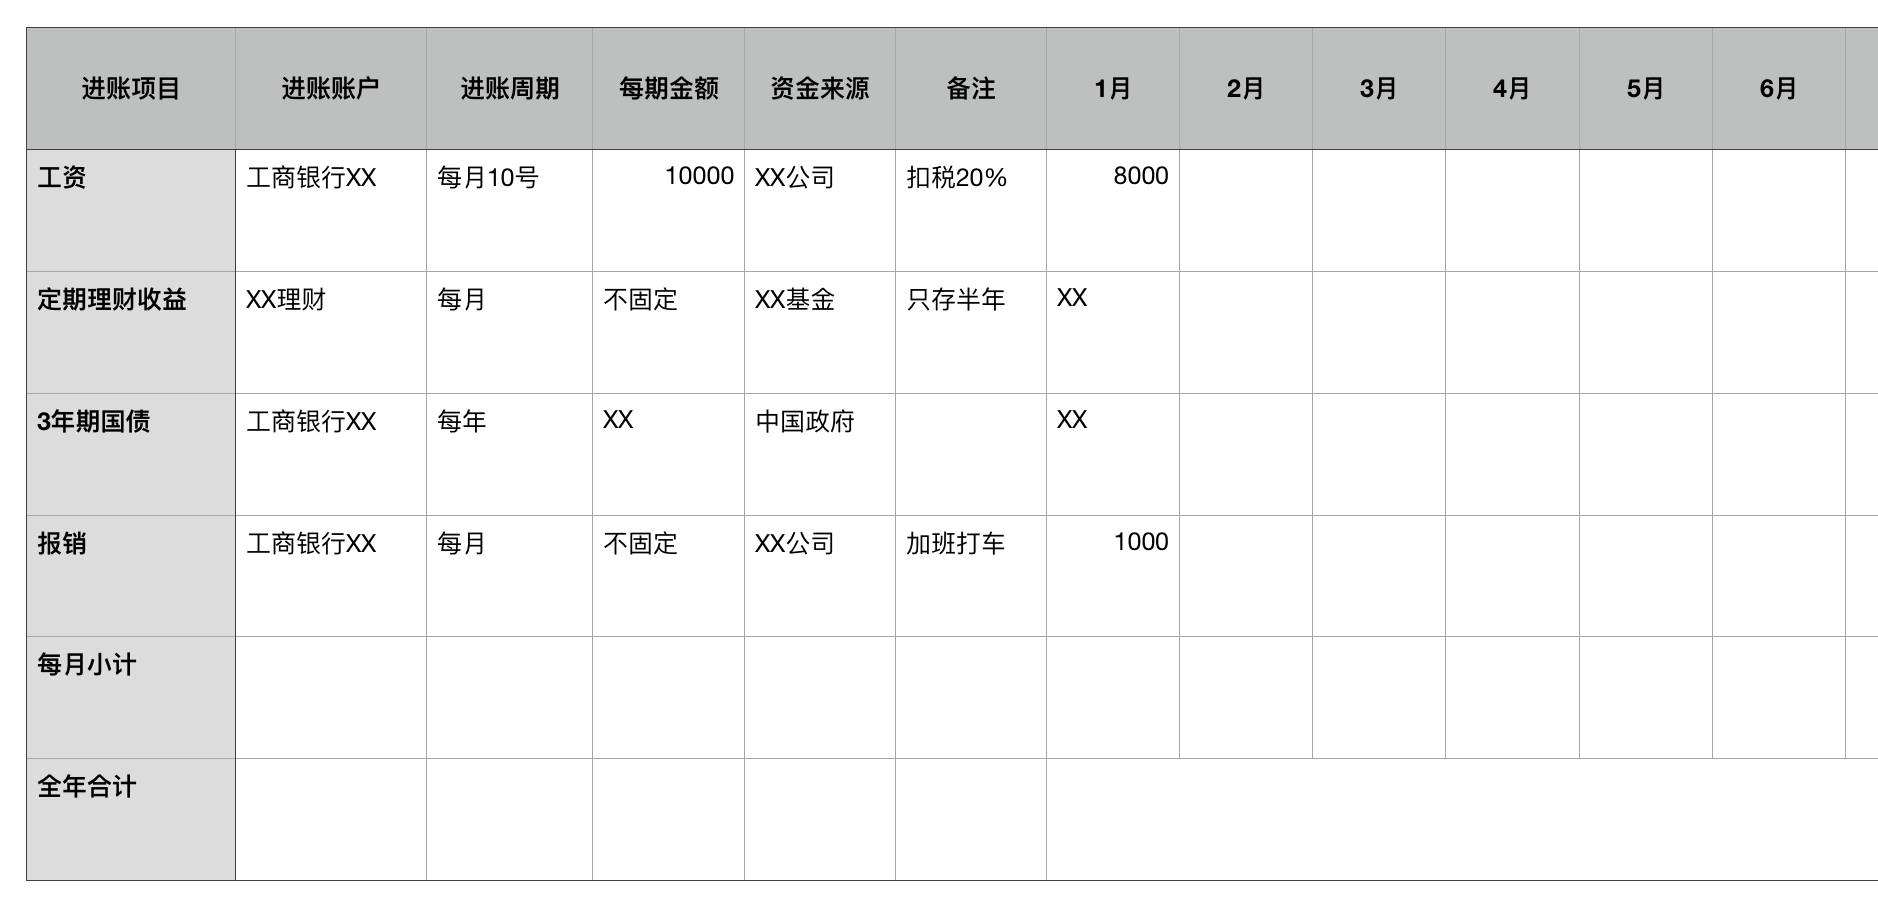 进账项目 进账账户 进账周期 每期金额 资金来源 备注 1月 2月 3月 4月 5月 6月
工资 工商银行XX 每月10号 10000 XX公司 扣税20% 8000
定期理财收益 XX理财 每月 不固定 XX基金 只存半年 XX
3年期国债 工商银行XX 每年 XX 中国政府 XX
报销 工商银行XX 每月 不固定 XX公司 加班打车 1000
每月小计
全年合计